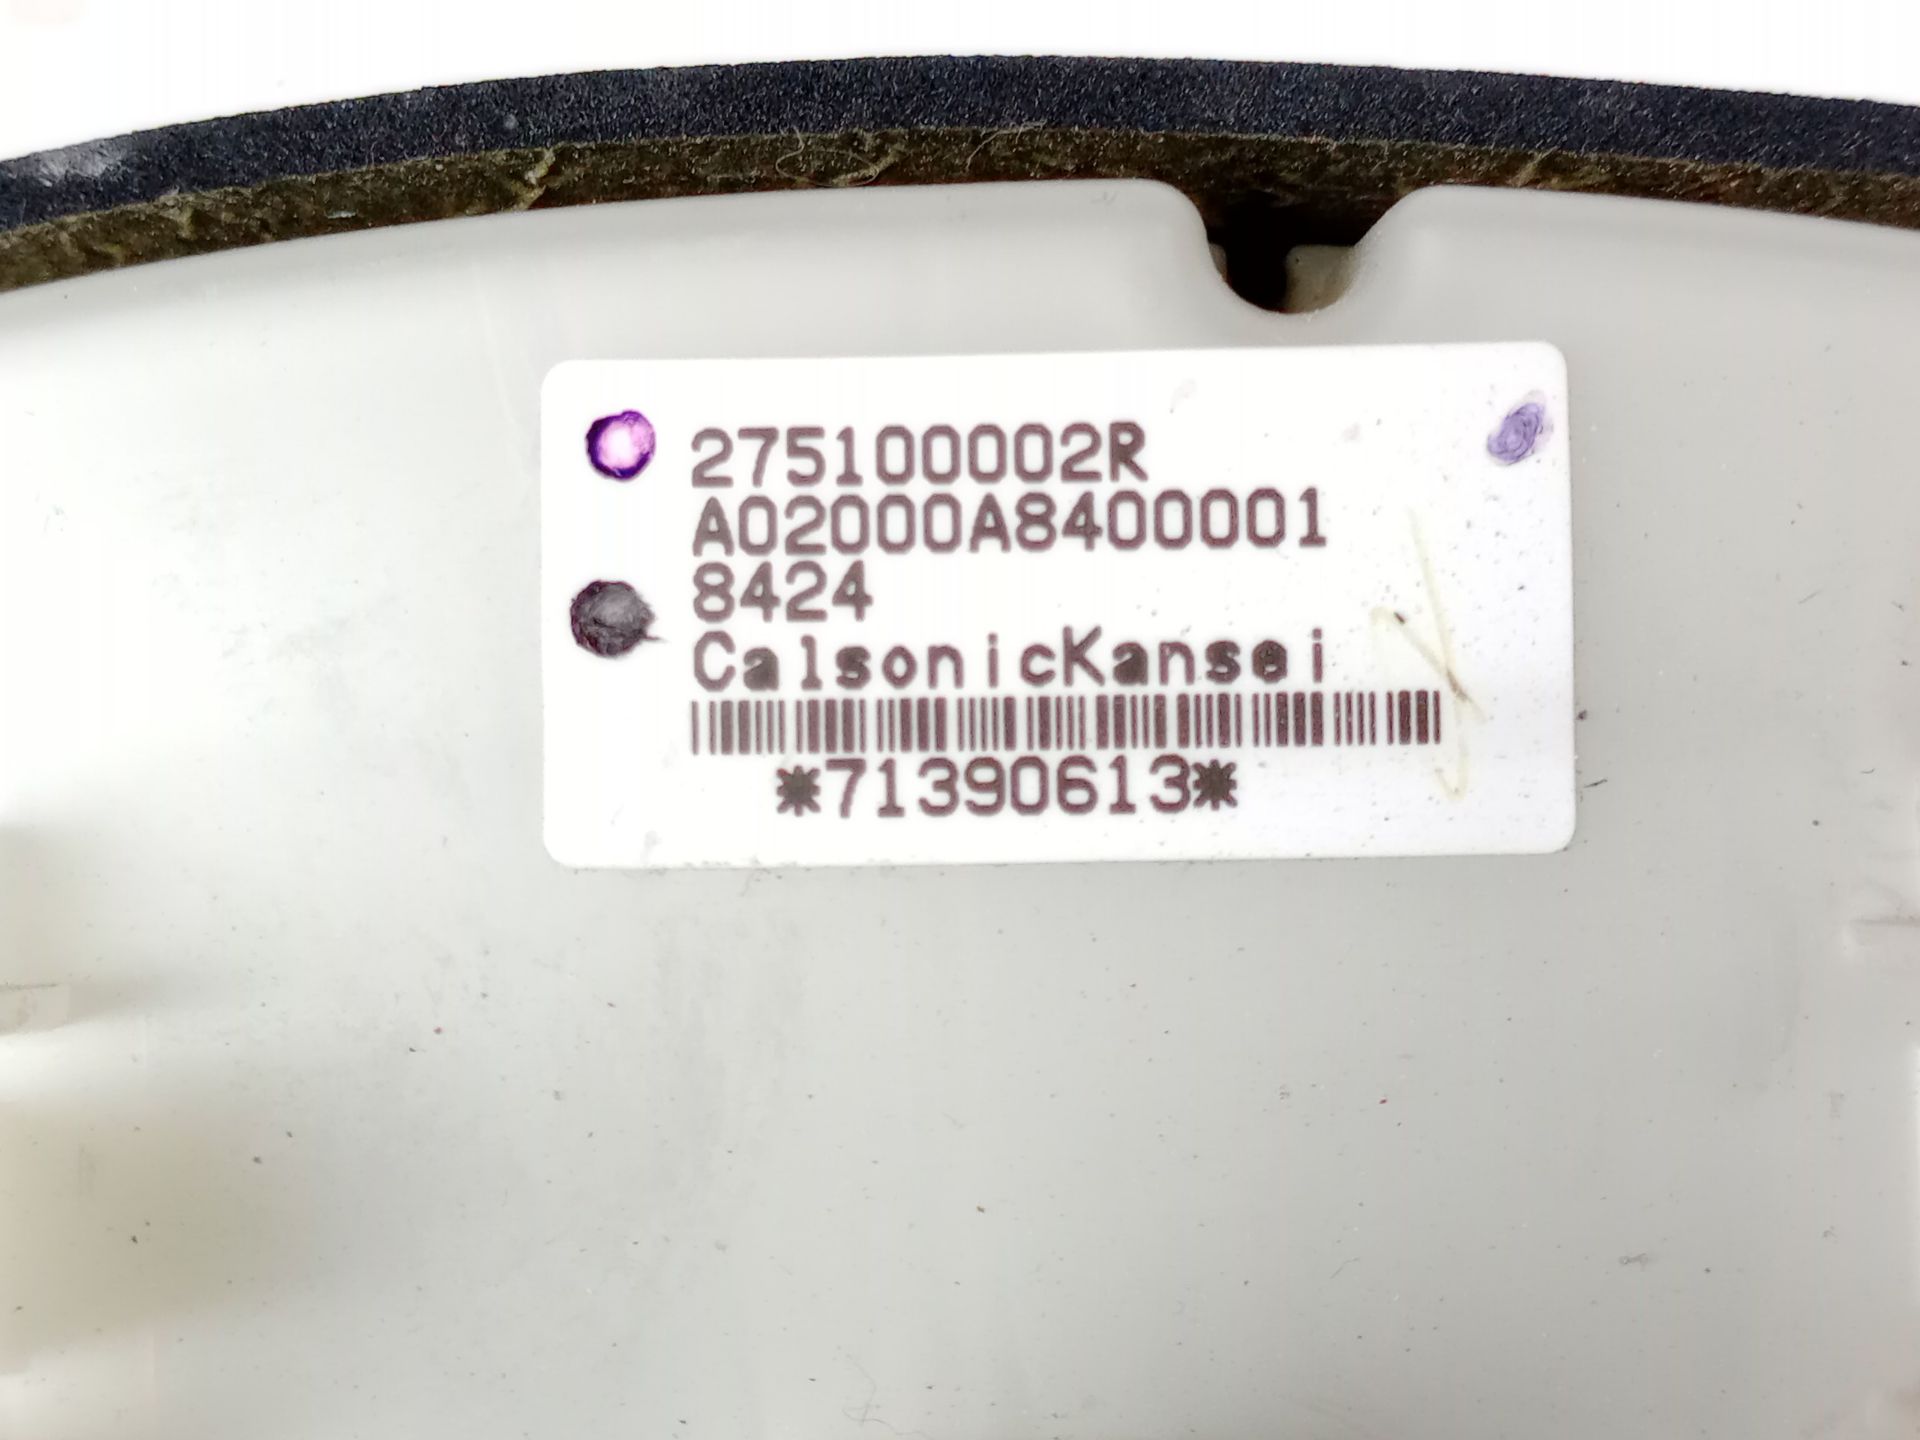 275100002R
A02000A8400001
8424
CalsonicKansei
*71390613*